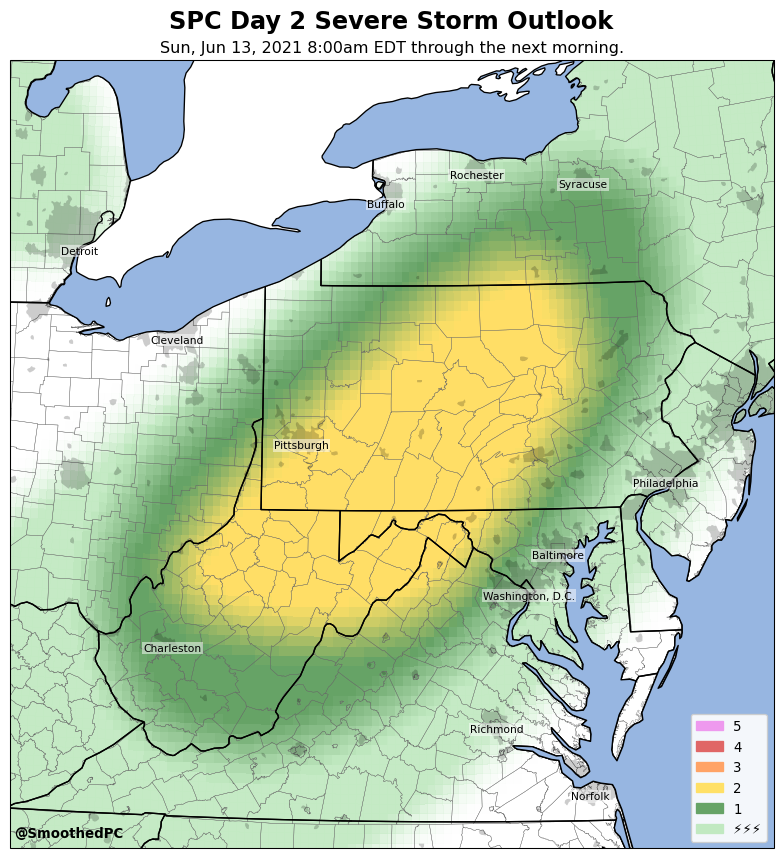 SPC Day 2 Severe Storm Outlook
Sun, Jun 13, 2021 8:00am EDT through the next morning.
Rochester
Syracuse
Buffalo
Detroit
Cleveland
Pittsburgh
Philadelphia
Baltimore
Washington, D.C.
Charleston
Richmond
Norfolk
5
4
3
2
1
⚡⚡⚡
@SmoothedPC